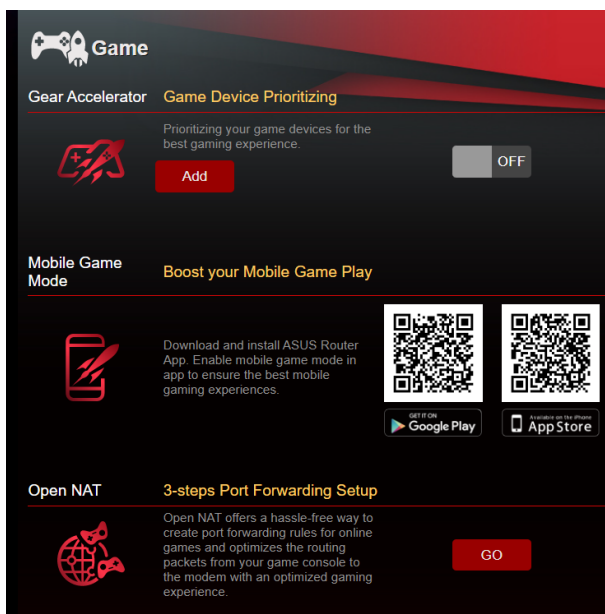 Game
Gear Accelerator
Game Device Prioritizing
Prioritizing your game devices for the
best gaming experience.
Add
OFF
Mobile Game
Mode
Boost your Mobile Game Play
Download and install ASUS Router
App. Enable mobile game mode in
app to ensure the best mobile
gaming experiences.
GET IT ON
Google Play
Available on the iPhone
App Store
Open NAT
3-steps Port Forwarding Setup
Open NAT offers a hassle-free way to
create port forwarding rules for online
games and optimizes the routing
packets from your game console to
the modem with an optimized gaming
experience.
GO